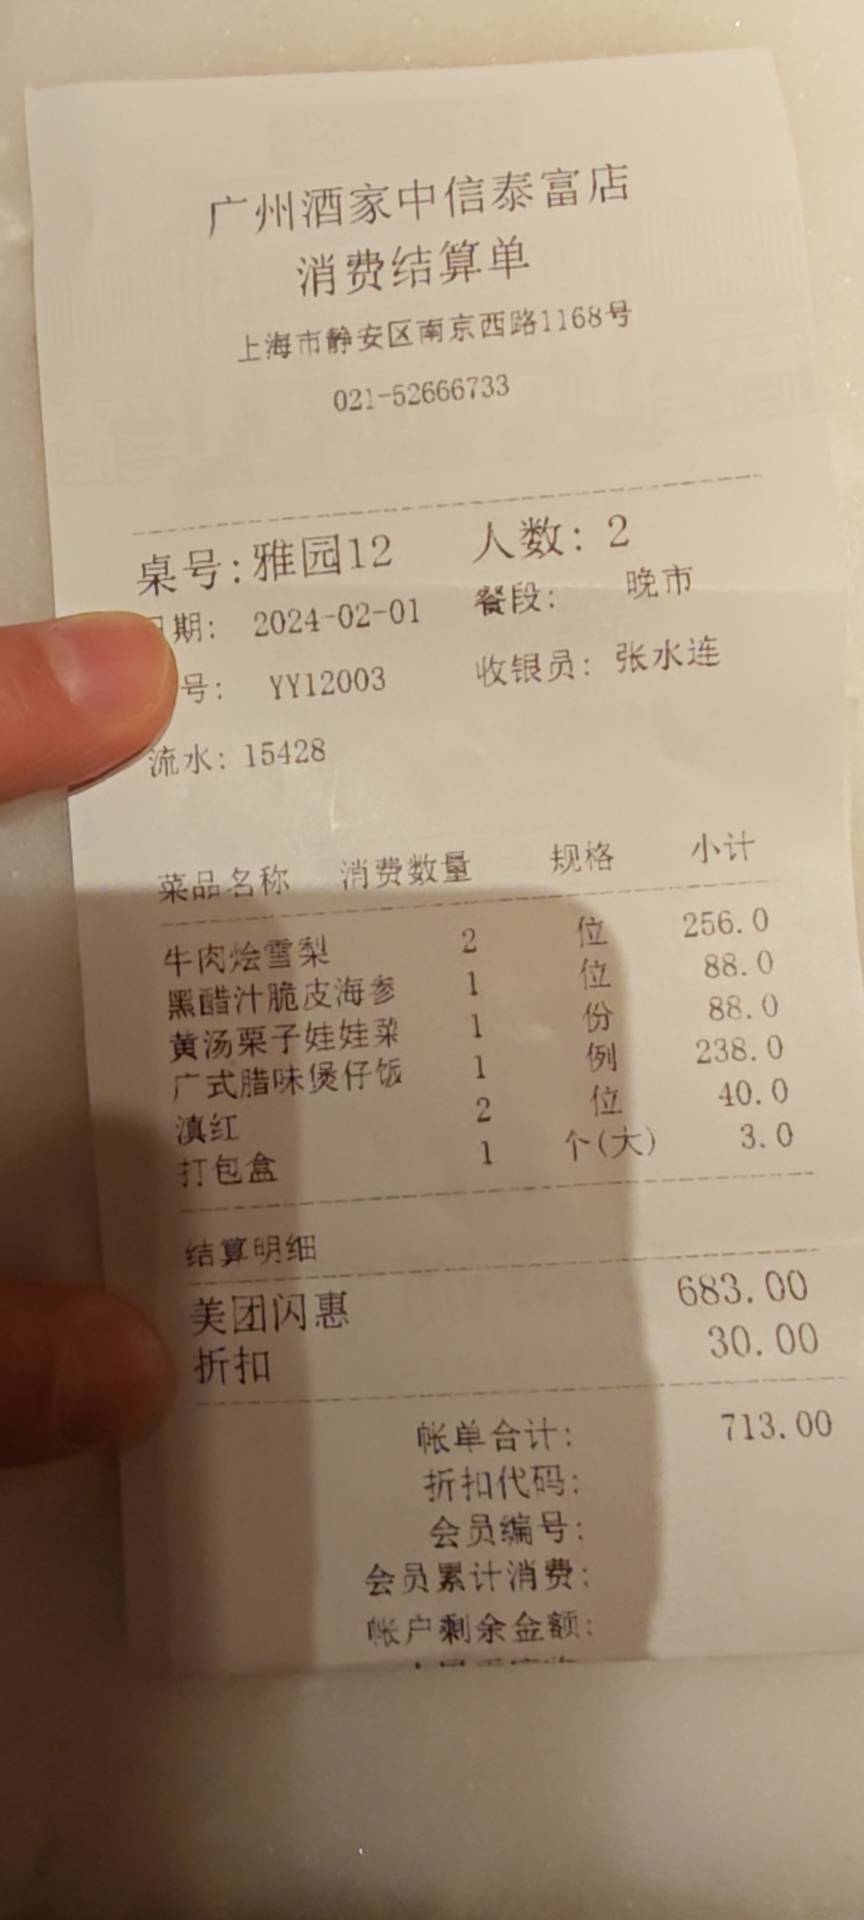 广州酒家中信泰富店
消费结算单
上海市静安区南京西路1168号
021-52666733
桌号:雅园12 人数: 2
期: 2024-02-01 餐段: 晚市
号: YY12003 收银员: 张水连
流水: 15428
菜品名称 消费数量 规格 小计
牛肉烩雪梨 2 位 256.0
黑醋汁脆皮海参 1 位 88.0
黄汤栗子娃娃菜 1 份 88.0
广式腊味煲仔饭 1 例 238.0
滇红 2 位 40.0
打包盒 1 个(大) 3.0
结算明细
美团闪惠 683.00
折扣 30.00
帐单合计: 713.00
折扣代码:
会员编号:
会员累计消费:
帐户剩余金额: